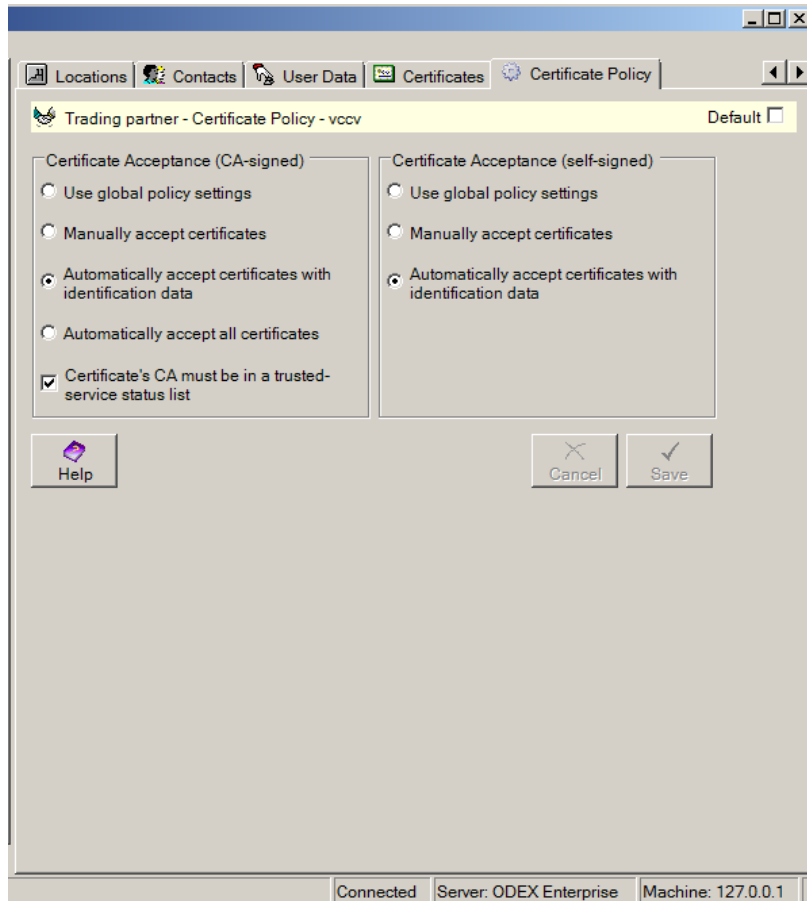 Locations
Contacts
User Data
Certificates
Certificate Policy
Trading partner - Certificate Policy - vccv
Default
Certificate Acceptance (CA-signed)
Use global policy settings
Manually accept certificates
Automatically accept certificates with
identification data
Automatically accept all certificates
Certificate's CA must be in a trusted-
service status list
Certificate Acceptance (self-signed)
Use global policy settings
Manually accept certificates
Automatically accept certificates with
identification data
Help
Cancel
Save
Connected
Server: ODEX Enterprise
Machine: 127.0.0.1